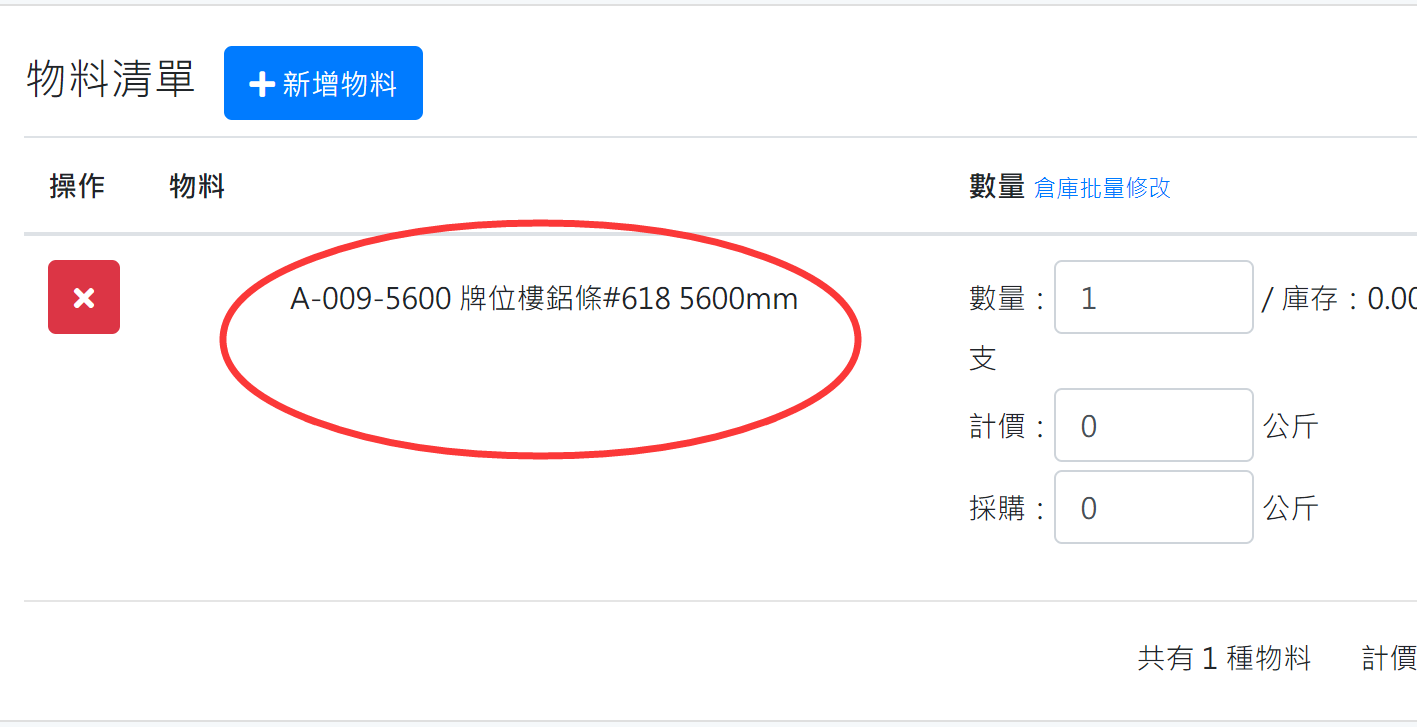 物料清單 新增物料
操作 物料 數量 倉庫批量修改
A-009-5600 牌位樓鋁條#618 5600mm 數量：1 / 庫存：0.00
支
計價：0 公斤
採購：0 公斤
共有 1 種物料 計價